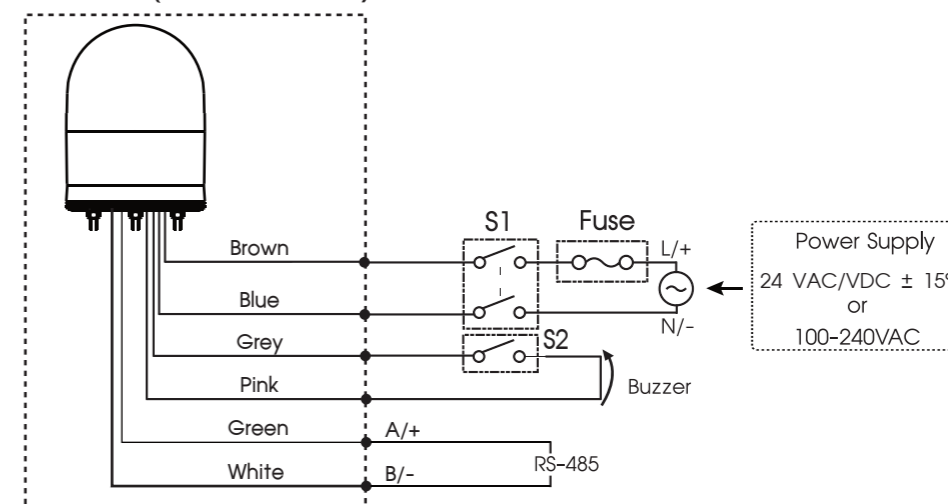 S1
Fuse
Brown
L/+
Power Supply
24 VAC/VDC ± 15
or
100-240VAC
Blue
N/-
Grey
S2
Pink
Buzzer
Green
A/+
RS-485
White
B/-